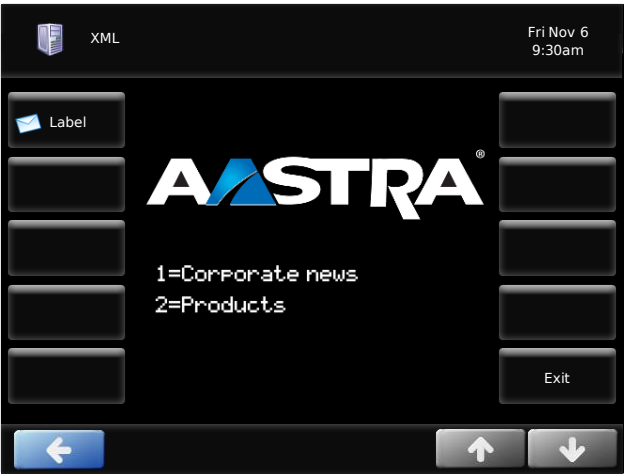 XML
Fri Nov 6
9:30am
Label
AASTRA®
1=Corporate news
2=Products
Exit